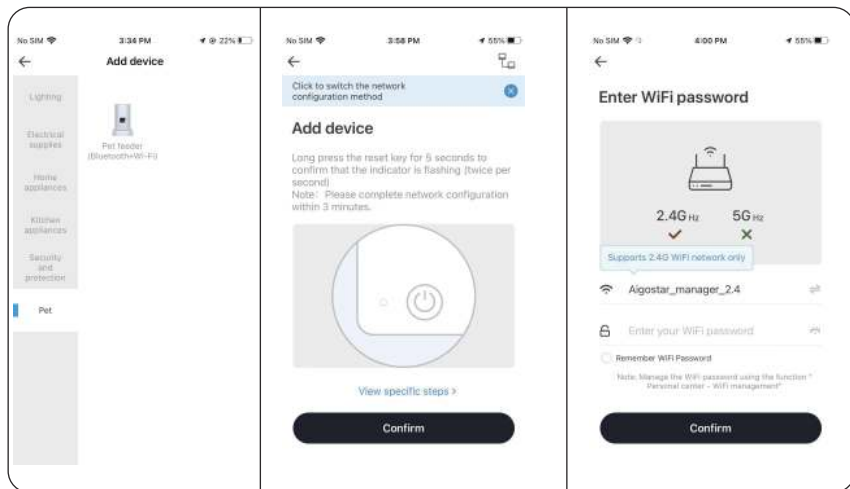 No SIM 3:34 PM 22%
Add device
Lighting
Electrical
supplies
Home
appliances
Kitchen
appliances
Security
and
protection
Pet
Pet feeder
(Bluetooth+Wi-Fi)
No SIM 3:58 PM 55%
Click to switch the network
configuration method
Add device
Long press the reset key for 5 seconds to
confirm that the indicator is flashing (twice per
second)
Note: Please complete network configuration
within 3 minutes.
View specific steps >
Confirm
No SIM 4:00 PM 55%
Enter WiFi password
2.4G Hz 5G Hz
Supports 2.4G WiFi network only
Aigostar_manager_2.4
Enter your WiFi password
Remember WiFi Password
Note: Manage the WiFi password using the function "
Personal center - WiFi management"
Confirm